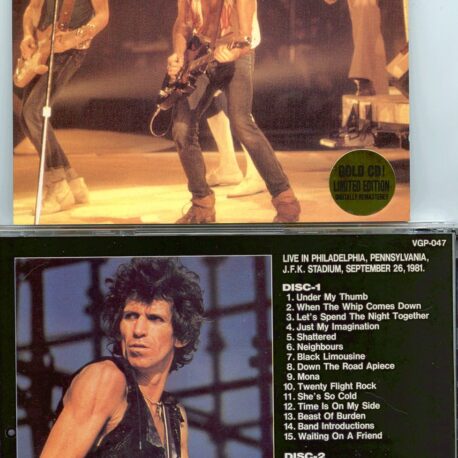 GOLD CD!
LIMITED EDITION
DIGITALLY REMASTERED
VGP-047
LIVE IN PHILADELPHIA, PENNSYLVANIA,
J.F.K. STADIUM, SEPTEMBER 26, 1981.
DISC-1
1. Under My Thumb
2. When The Whip Comes Down
3. Let's Spend The Night Together
4. Just My Imagination
5. Shattered
6. Neighbours
7. Black Limousine
8. Down The Road Apiece
9. Mona
10. Twenty Flight Rock
11. She's So Cold
12. Time Is On My Side
13. Beast Of Burden
14. Band Introductions
15. Waiting On A Friend
DISC-2